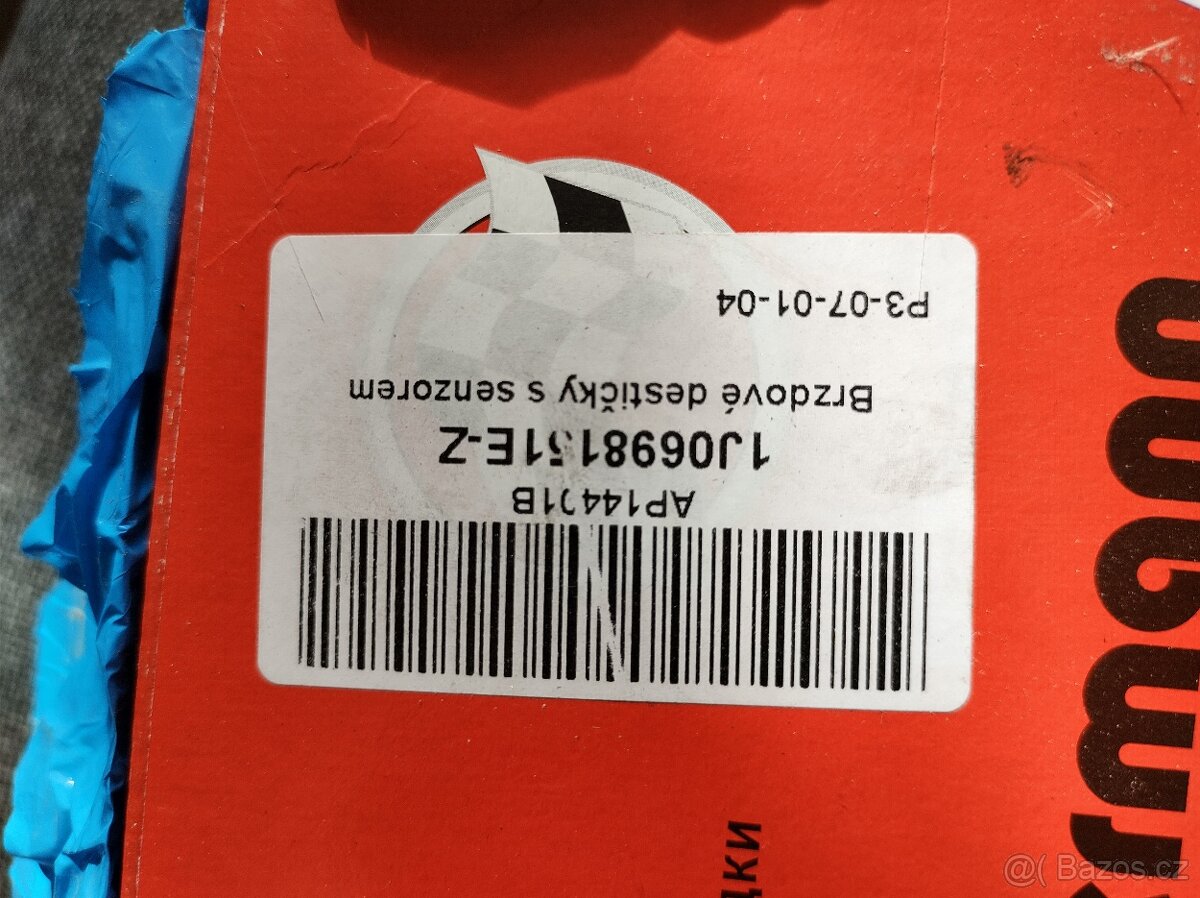 AP14401B
1J0698151E-Z
Brzdové destičky s senzorem
P3-07-01-04
Bazos.cz